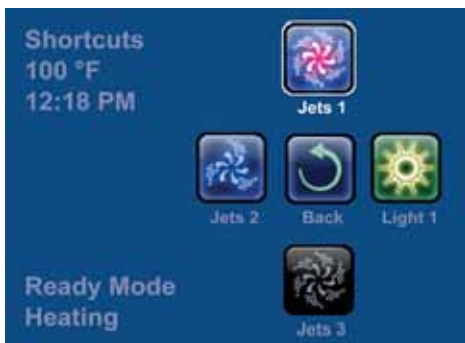 Shortcuts
100 °F
12:18 PM
Jets 1
Jets 2
Back
Light 1
Jets 3
Ready Mode
Heating